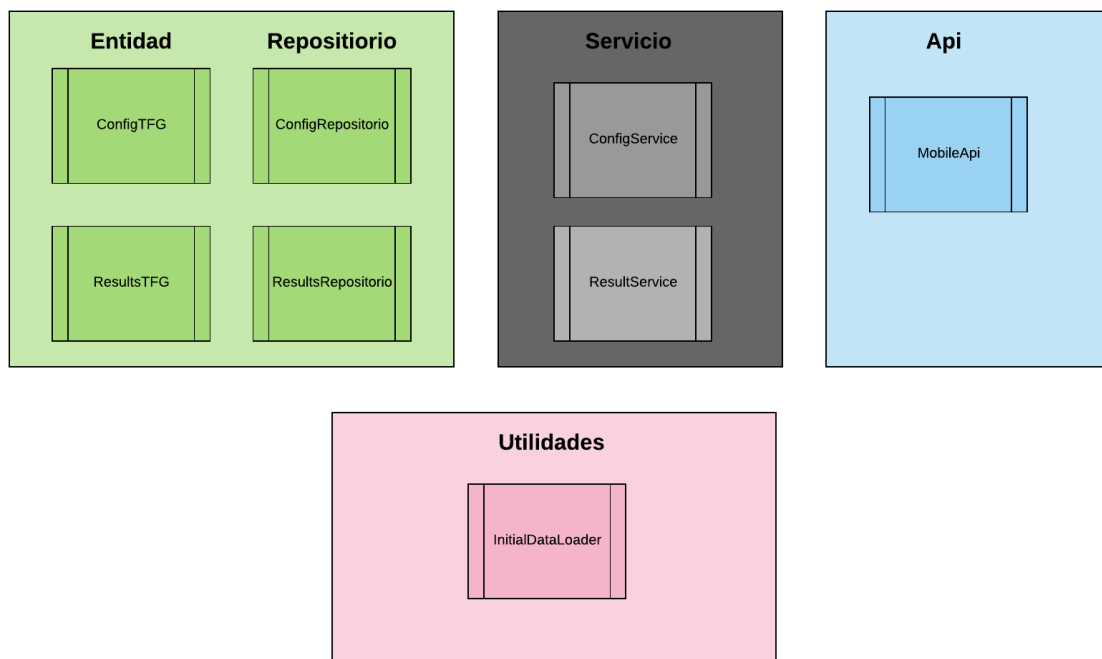 Entidad
Repositiorio
ConfigTFG
ConfigRepositorio
ResultsTFG
ResultsRepositorio
Servicio
ConfigService
ResultService
Api
MobileApi
Utilidades
InitialDataLoader